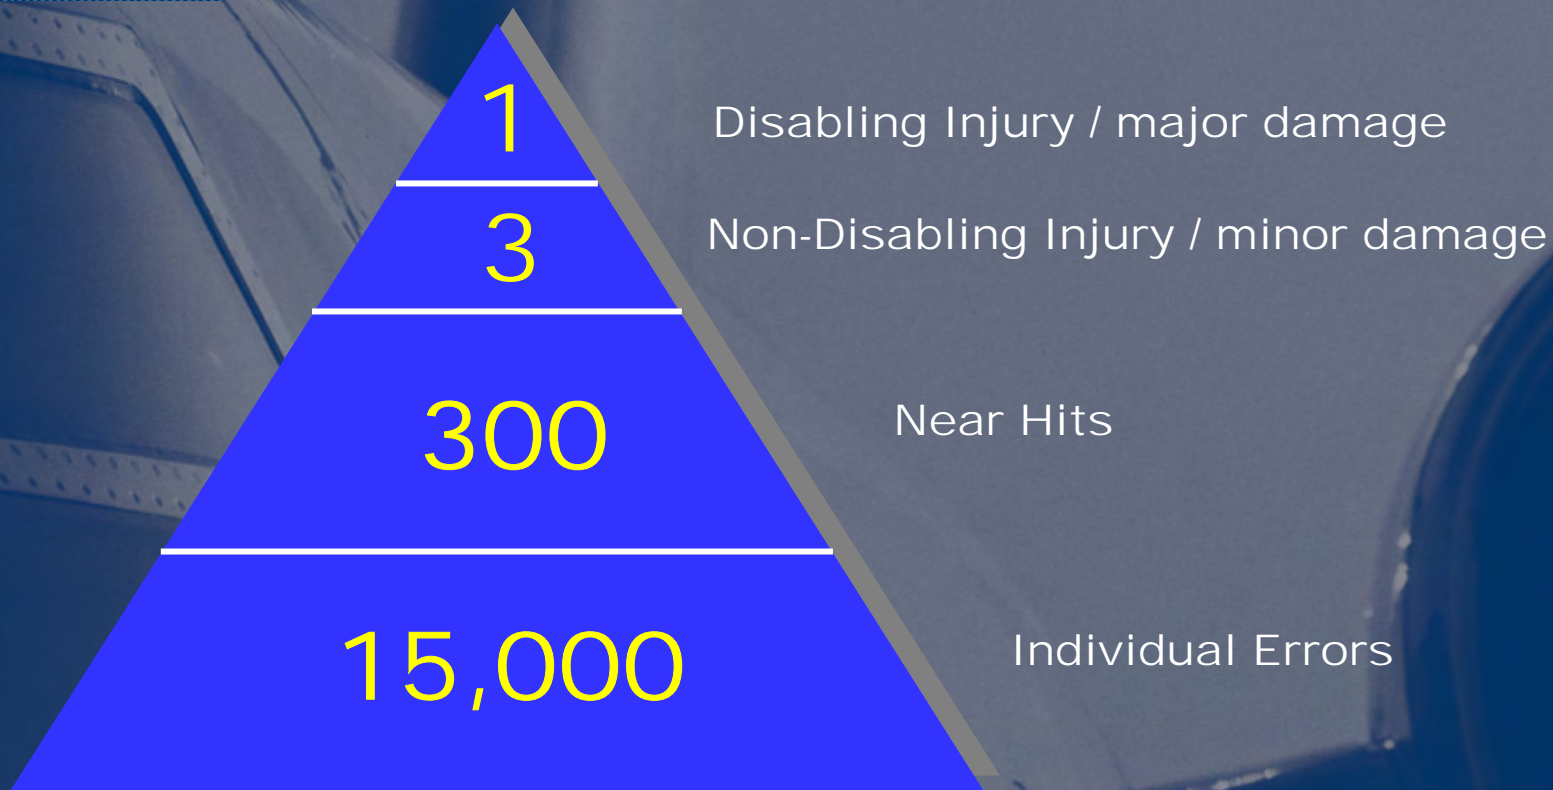 1
Disabling Injury / major damage
3
Non-Disabling Injury / minor damage
300
Near Hits
15,000
Individual Errors